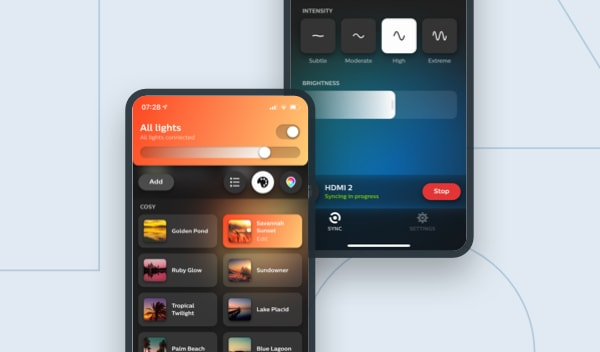 INTENSITY
Subtle
Moderate
High
Extreme
BRIGHTNESS
HDMI 2
Syncing in progress
Stop
SYNC
SETTINGS
07:28
All lights
All lights connected
Add
COSY
Golden Pond
Savannah
Sunset
Ruby Glow
Sundowner
Tropical
Twilight
Lake Placid
Palm Beach
Blue Lagoon